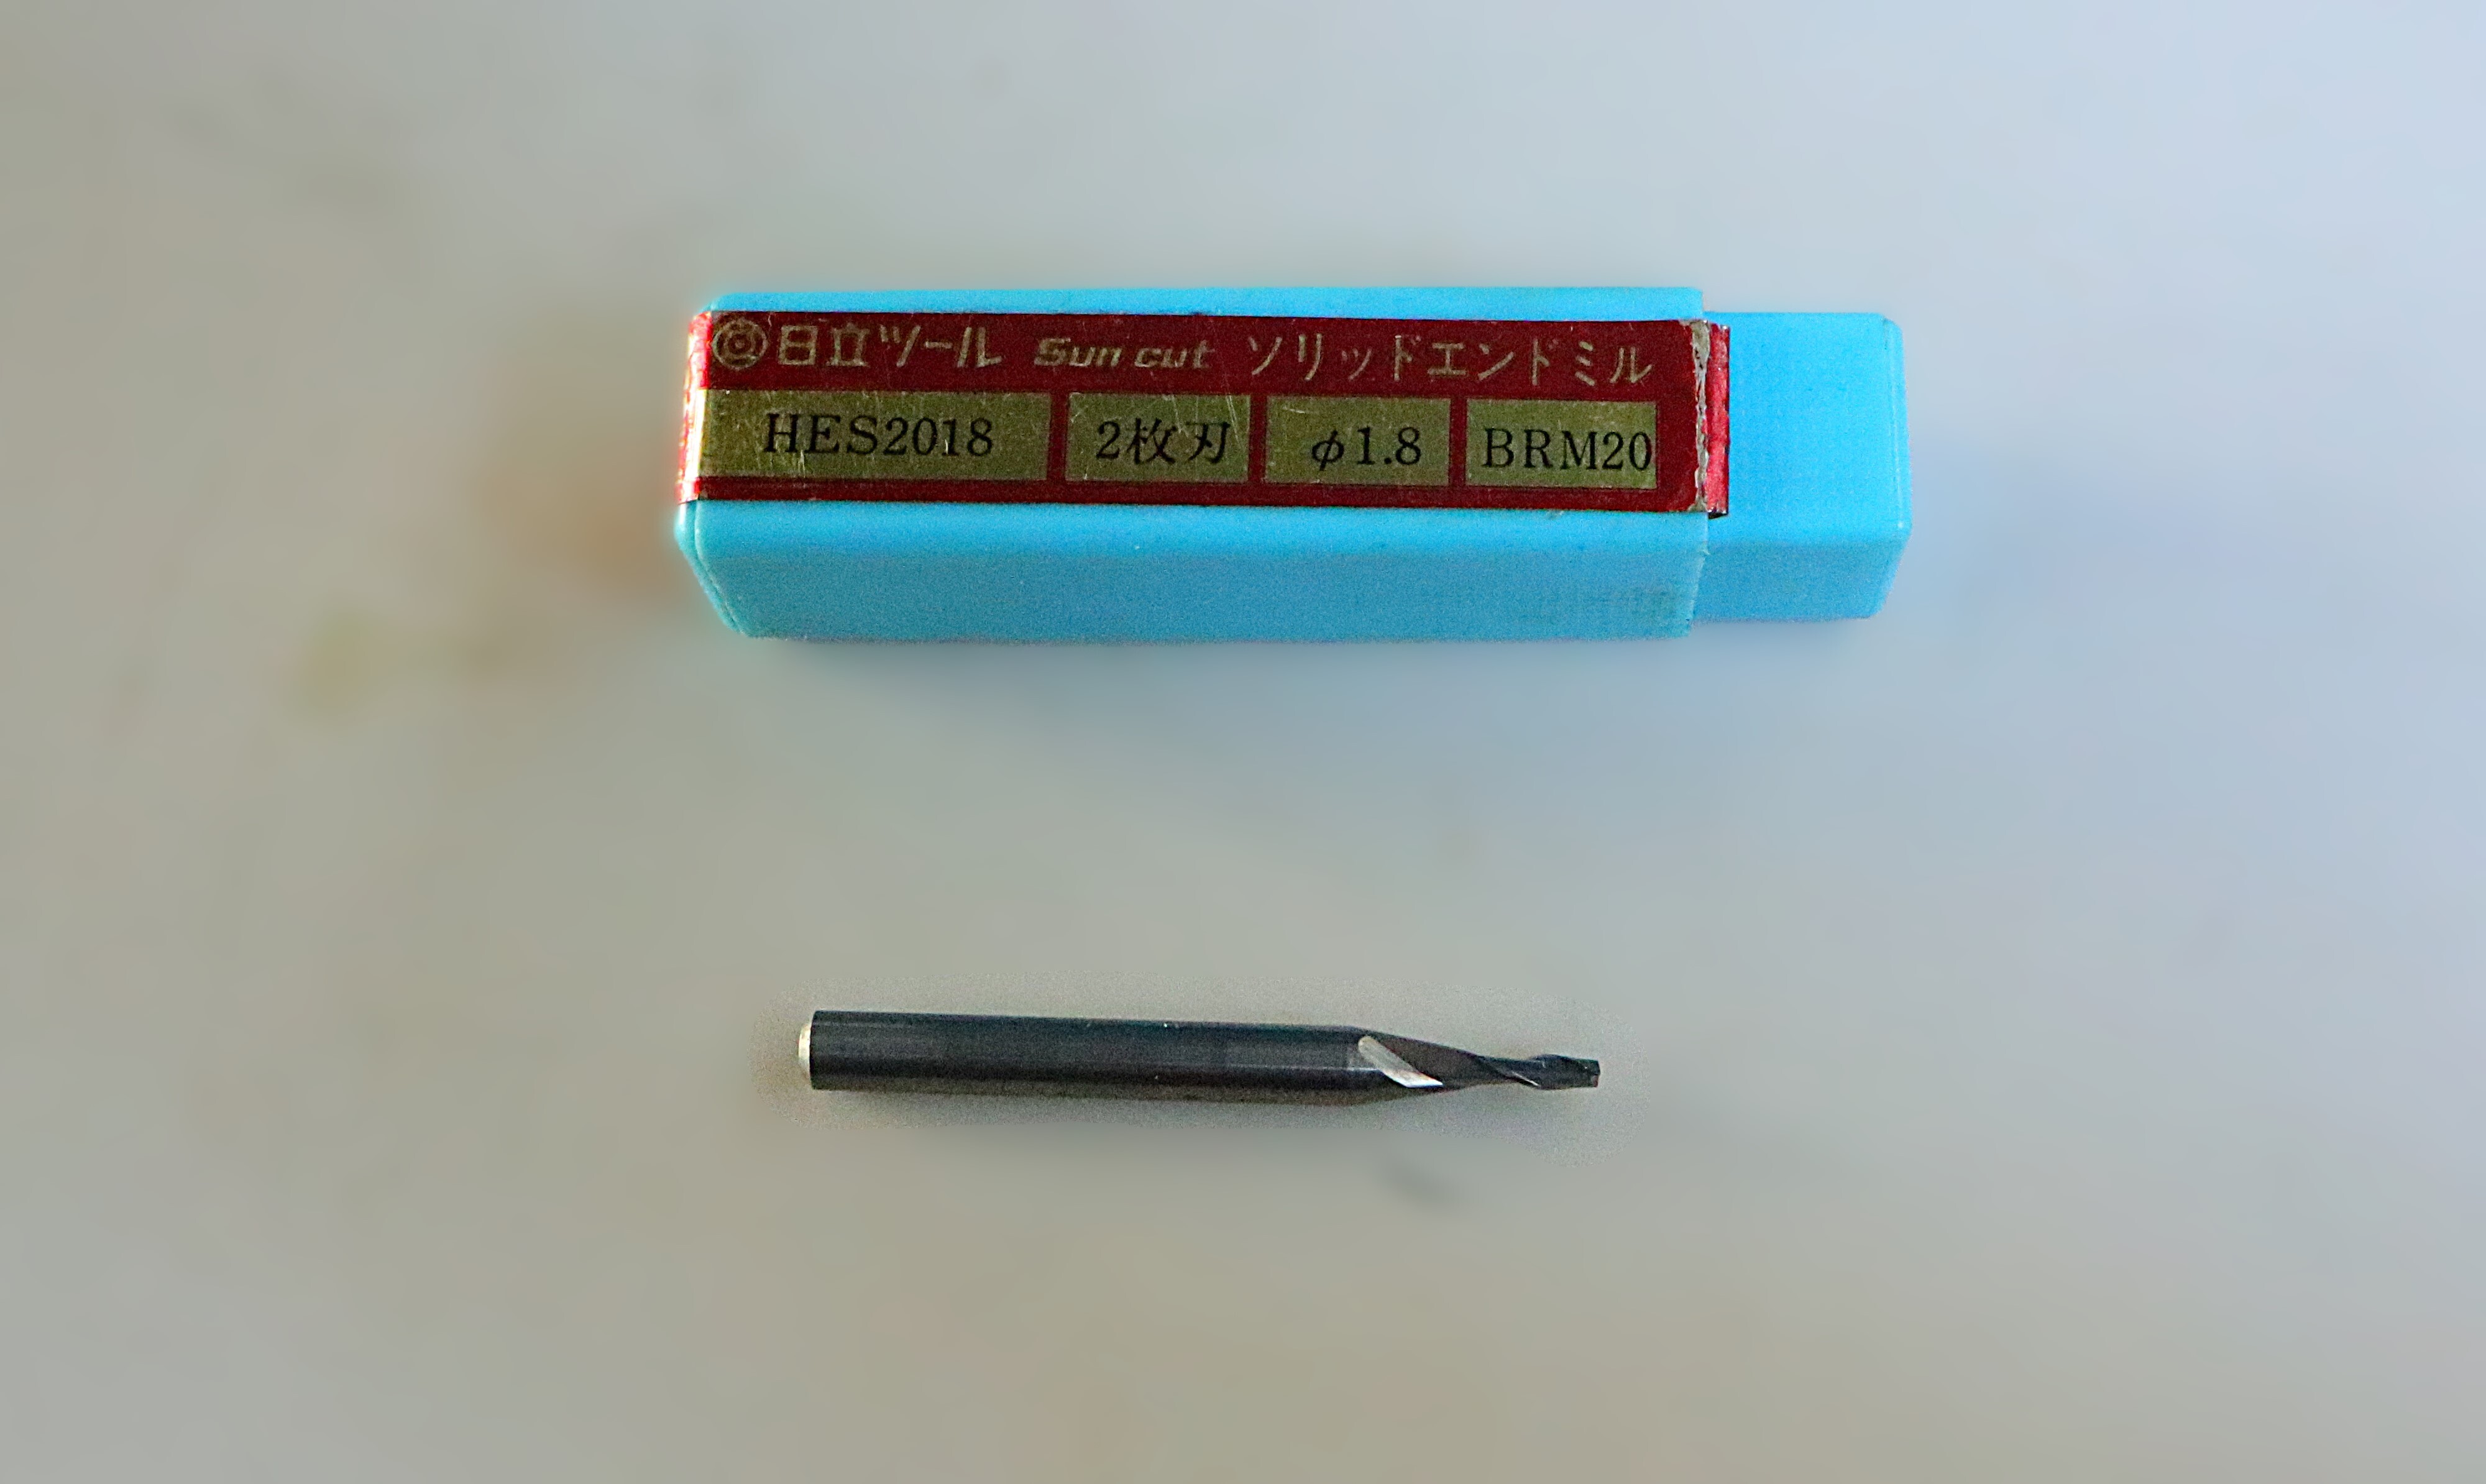 日立ツール Sun cut ソリッドエンドミル
HES2018 2枚刃 φ1.8 BRM20